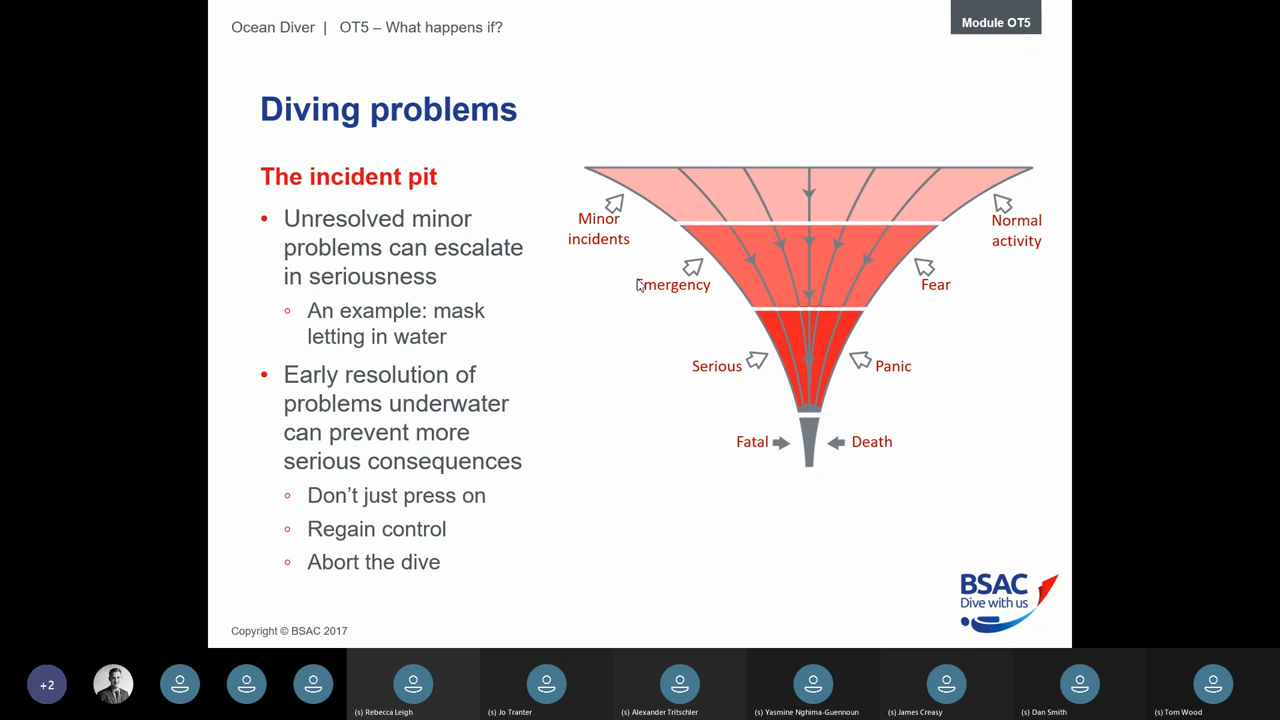 Ocean Diver | OT5 – What happens if?
Module OT5
Diving problems
The incident pit
• Unresolved minor
problems can escalate
in seriousness
◦ An example: mask
letting in water
• Early resolution of
problems underwater
can prevent more
serious consequences
◦ Don’t just press on
◦ Regain control
◦ Abort the dive
Minor
incidents
Normal
activity
Emergency
Fear
Serious
Panic
Fatal
Death
BSAC
Dive with us
Copyright © BSAC 2017
+2
(s) Rebecca Leigh
(s) Jo Tranter
(s) Alexander Tritschler
(s) Yasmine Nghima-Guennoun
(s) James Creasy
(s) Dan Smith
(s) Tom Wood